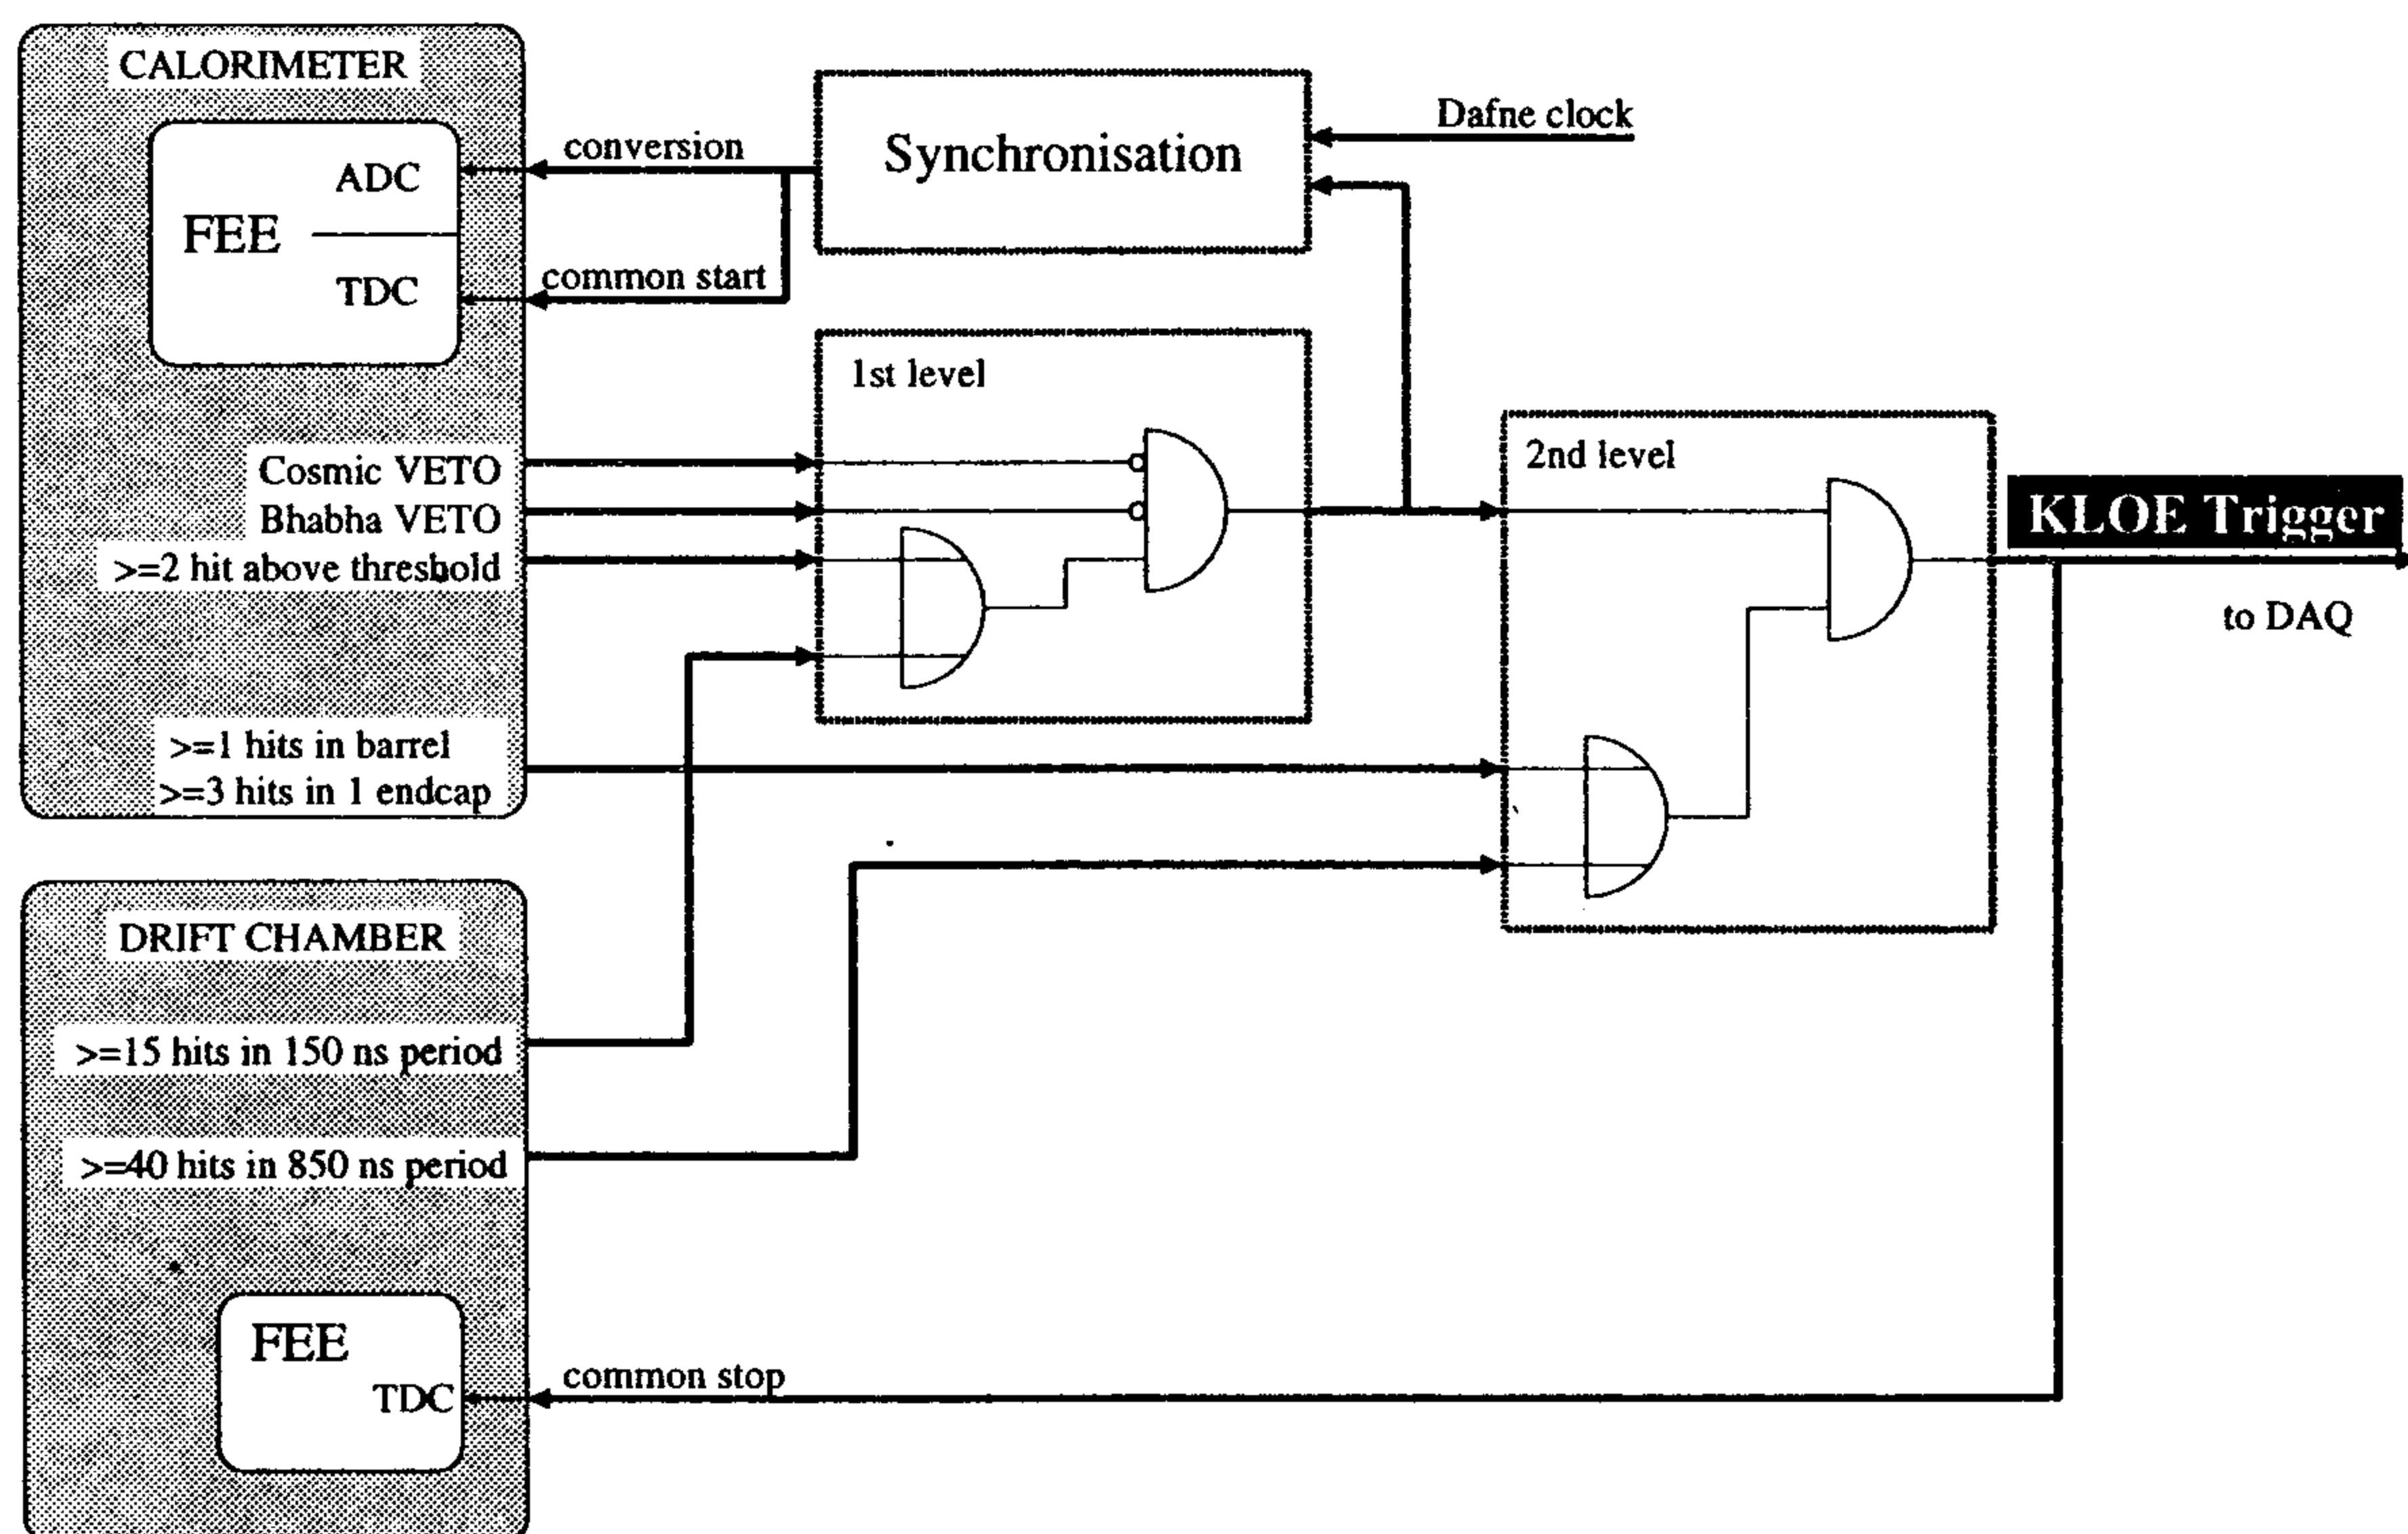 CALORIMETER
ADC
FEE
TDC
conversion
common start
Synchronisation
Dafne clock
1st level
Cosmic VETO
Bhabha VETO
>=2 hit above threshold
>=1 hits in barrel
>=3 hits in 1 endcap
2nd level
KLOE Trigger
to DAQ
DRIFT CHAMBER
>=15 hits in 150 ns period
>=40 hits in 850 ns period
FEE
TDC
common stop